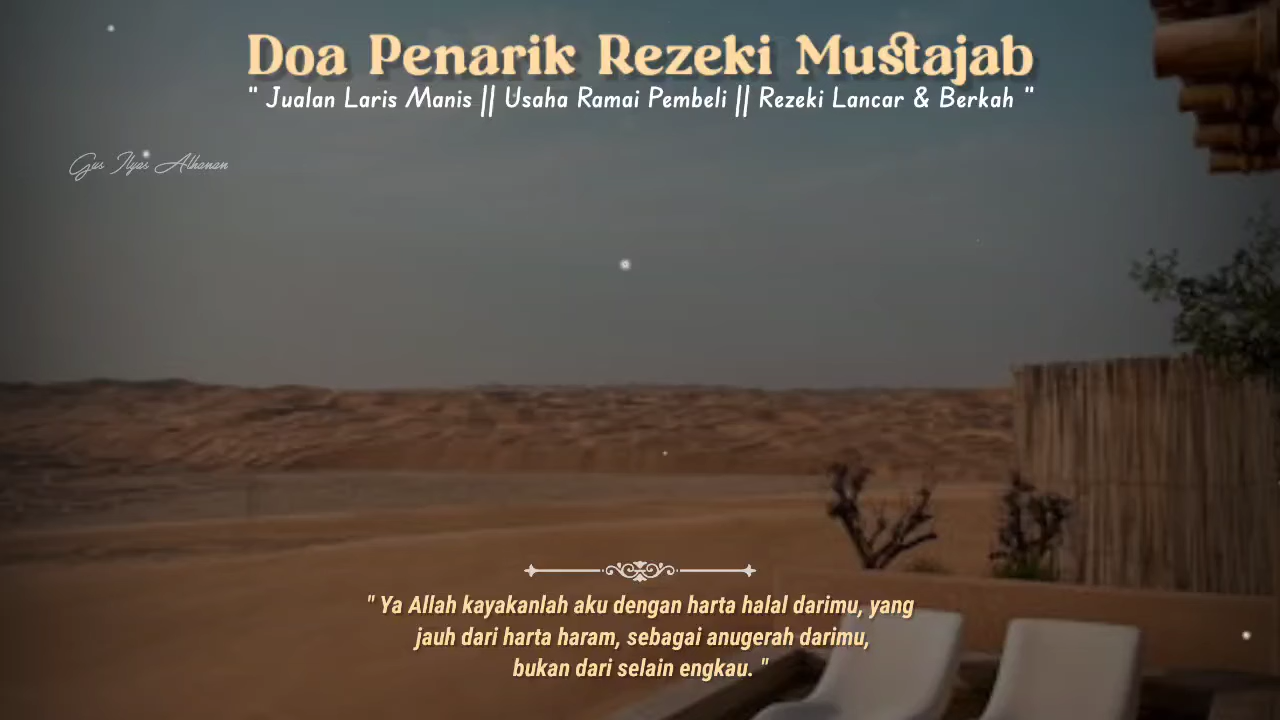 Doa Penarik Rezeki Mustajab
" Jualan Laris Manis || Usaha Ramai Pembeli || Rezeki Lancar & Berkah "
Gus Ilyas Alhanan
" Ya Allah kayakanlah aku dengan harta halal darimu, yang
jauh dari harta haram, sebagai anugerah darimu,
bukan dari selain engkau. "